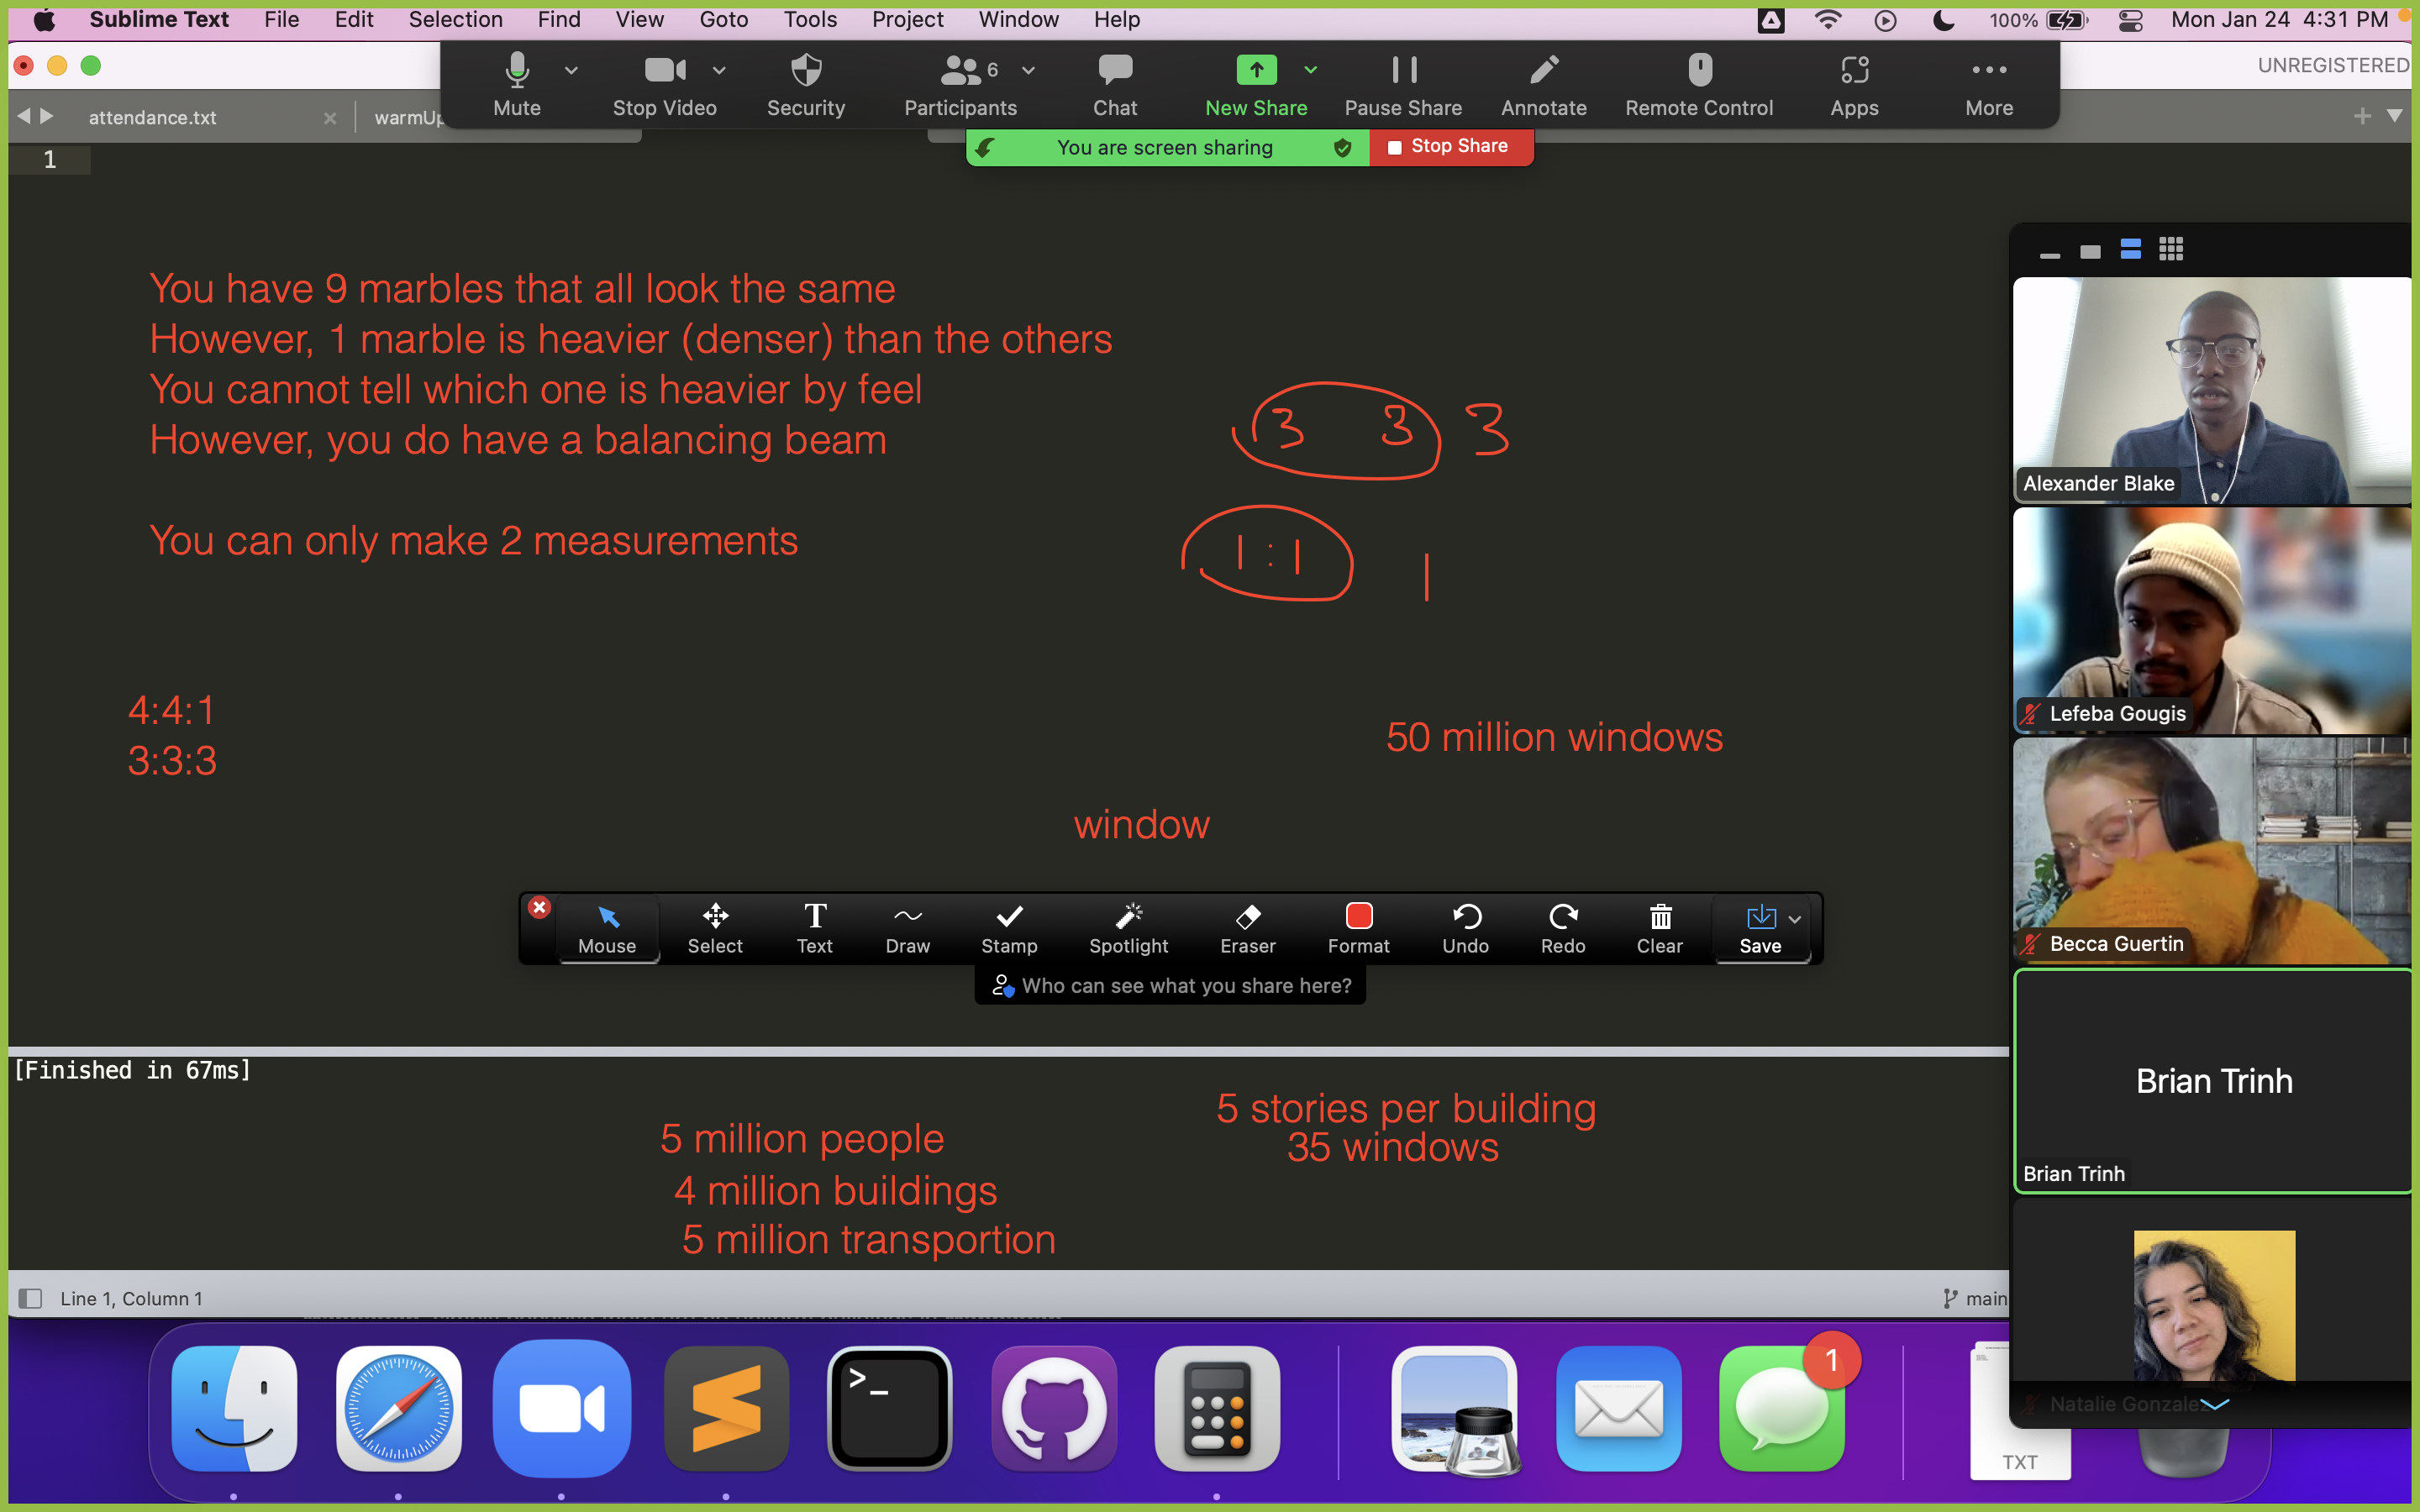 Sublime Text File Edit Selection Find View Goto Tools Project Window Help 100% Mon Jan 24 4:31 PM
UNREGISTERED
Mute Stop Video Security Participants 6 Chat New Share Pause Share Annotate Remote Control Apps More
attendance.txt warmUp
You are screen sharing Stop Share
1
You have 9 marbles that all look the same
However, 1 marble is heavier (denser) than the others
You cannot tell which one is heavier by feel
However, you do have a balancing beam
You can only make 2 measurements
3 3 3
1:1 1
4:4:1
3:3:3
50 million windows
window
Mouse Select Text Draw Stamp Spotlight Eraser Format Undo Redo Clear Save
Who can see what you share here?
[Finished in 67ms]
5 million people
4 million buildings
5 million transportion
5 stories per building
35 windows
Line 1, Column 1
main
Alexander Blake
Lefeba Gougis
Becca Guertin
Brian Trinh
Brian Trinh
Natalie Gonzalez
>_
1
TXT